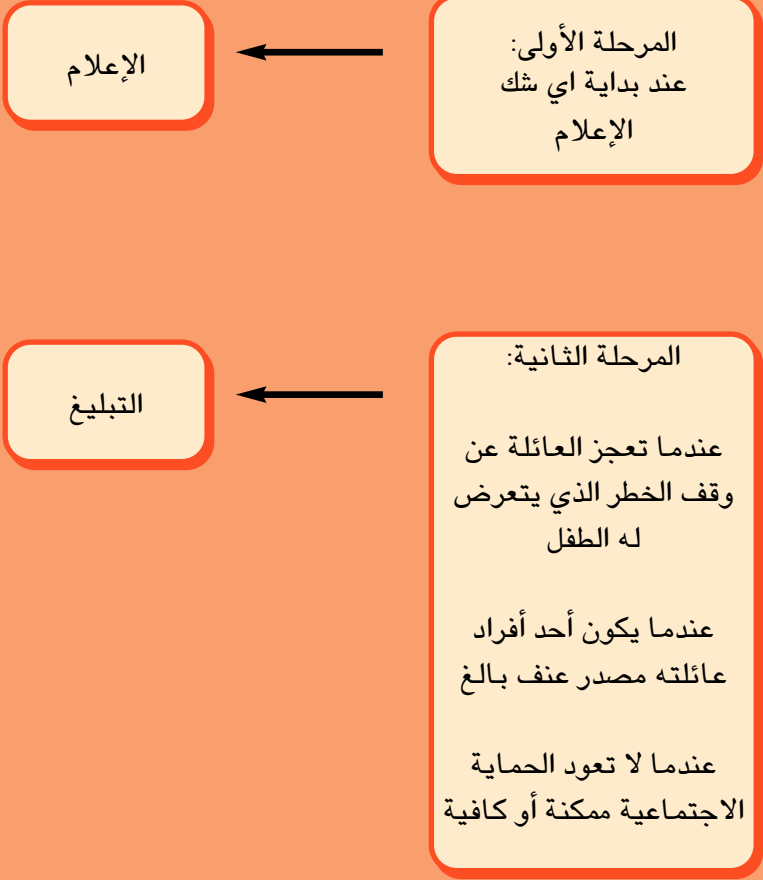 المرحلة الأولى:
عند بداية اي شك
الإعلام
الإعلام
المرحلة الثانية:
عندما تعجز العائلة عن
وقف الخطر الذي يتعرض
له الطفل
عندما يكون أحد أفراد
عائلته مصدر عنف بالغ
عندما لا تعود الحماية
الاجتماعية ممكنة أو كافية
التبليغ